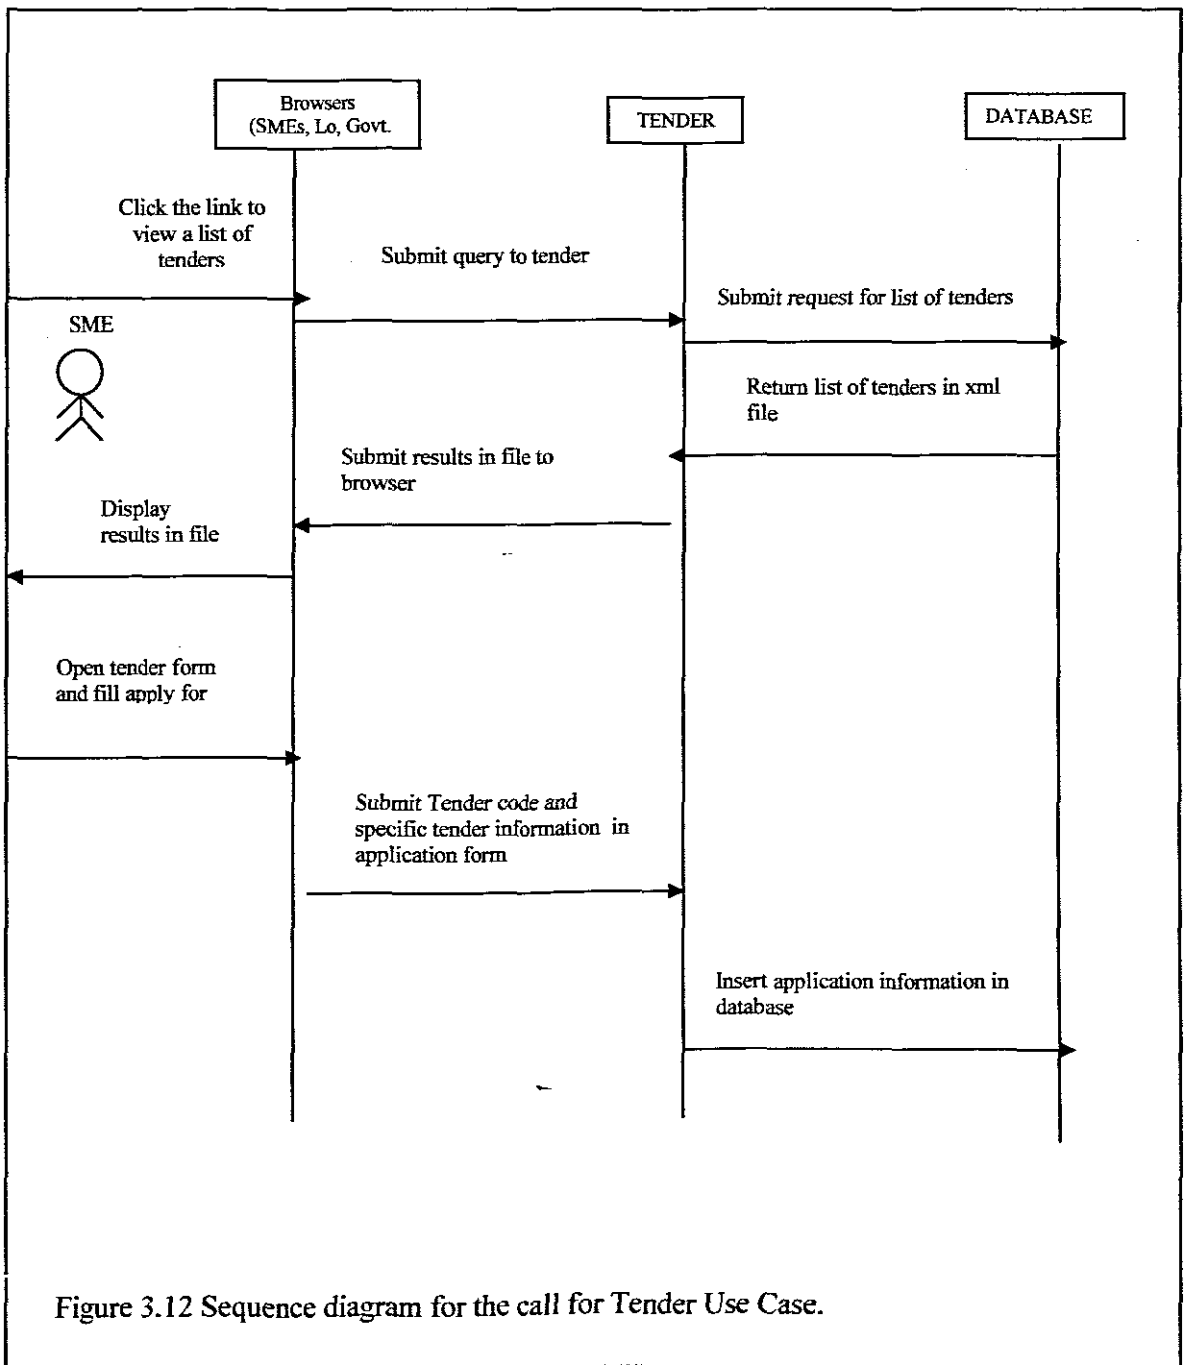 Browsers
(SMEs, Lo, Govt.
TENDER
DATABASE
Click the link to
view a list of
tenders
Submit query to tender
Submit request for list of tenders
SME
Return list of tenders in xml
file
Submit results in file to
browser
Display
results in file
Open tender form
and fill apply for
Submit Tender code and
specific tender information in
application form
Insert application information in
database
Figure 3.12 Sequence diagram for the call for Tender Use Case.